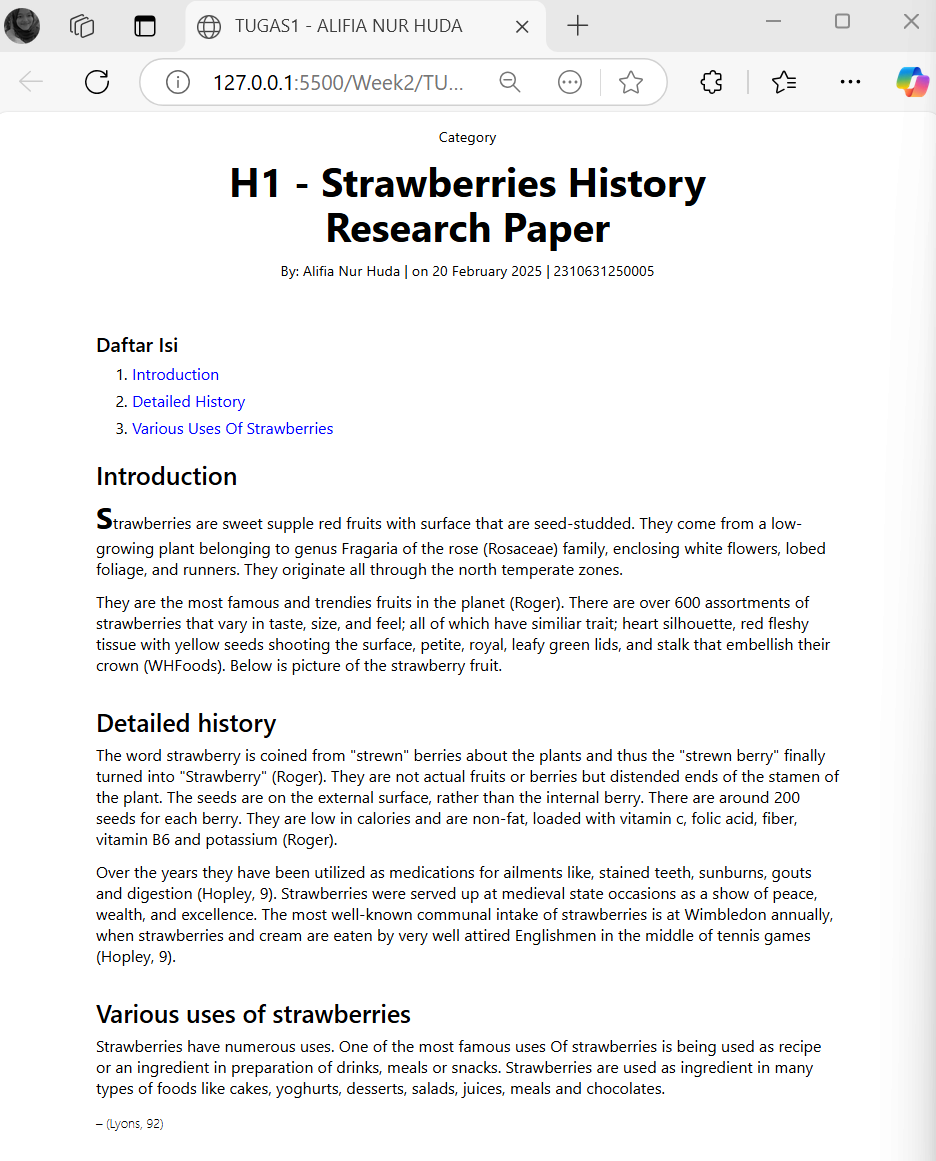 TUGAS1 - ALIFIA NUR HUDA
127.0.0.1:5500/Week2/TU...
Category
H1 - Strawberries History
Research Paper
By: Alifia Nur Huda | on 20 February 2025 | 2310631250005
Daftar Isi
1. Introduction
2. Detailed History
3. Various Uses Of Strawberries
Introduction
Strawberries are sweet supple red fruits with surface that are seed-studded. They come from a low-
growing plant belonging to genus Fragaria of the rose (Rosaceae) family, enclosing white flowers, lobed
foliage, and runners. They originate all through the north temperate zones.
They are the most famous and trendies fruits in the planet (Roger). There are over 600 assortments of
strawberries that vary in taste, size, and feel; all of which have similiar trait; heart silhouette, red fleshy
tissue with yellow seeds shooting the surface, petite, royal, leafy green lids, and stalk that embellish their
crown (WHFoods). Below is picture of the strawberry fruit.
Detailed history
The word strawberry is coined from "strewn" berries about the plants and thus the "strewn berry" finally
turned into "Strawberry" (Roger). They are not actual fruits or berries but distended ends of the stamen of
the plant. The seeds are on the external surface, rather than the internal berry. There are around 200
seeds for each berry. They are low in calories and are non-fat, loaded with vitamin c, folic acid, fiber,
vitamin B6 and potassium (Roger).
Over the years they have been utilized as medications for ailments like, stained teeth, sunburns, gouts
and digestion (Hopley, 9). Strawberries were served up at medieval state occasions as a show of peace,
wealth, and excellence. The most well-known communal intake of strawberries is at Wimbledon annually,
when strawberries and cream are eaten by very well attired Englishmen in the middle of tennis games
(Hopley, 9).
Various uses of strawberries
Strawberries have numerous uses. One of the most famous uses Of strawberries is being used as recipe
or an ingredient in preparation of drinks, meals or snacks. Strawberries are used as ingredient in many
types of foods like cakes, yoghurts, desserts, salads, juices, meals and chocolates.
– (Lyons, 92)